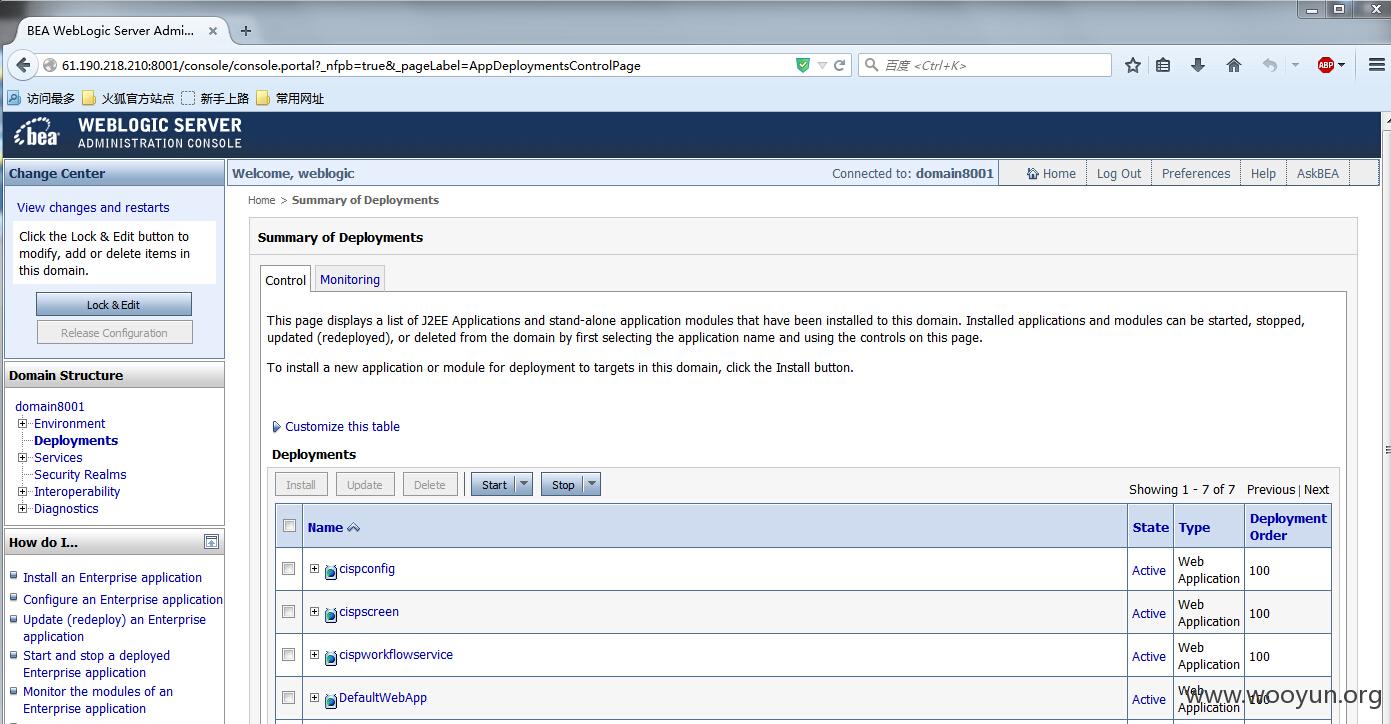 BEA WebLogic Server Admi...
61.190.218.210:8001/console/console.portal?_nfpb=true&_pageLabel=AppDeploymentsControlPage
百度 <Ctrl+K>
ABP
访问最多 火狐官方站点 新手上路 常用网址
bea WEBLOGIC SERVER
ADMINISTRATION CONSOLE
Change Center
View changes and restarts
Click the Lock & Edit button to
modify, add or delete items in
this domain.
Lock & Edit
Release Configuration
Domain Structure
domain8001
Environment
Deployments
Services
Security Realms
Interoperability
Diagnostics
How do I...
Install an Enterprise application
Configure an Enterprise application
Update (redeploy) an Enterprise
application
Start and stop a deployed
Enterprise application
Monitor the modules of an
Enterprise application
Welcome, weblogic
Connected to: domain8001
Home
Log Out
Preferences
Help
AskBEA
Home > Summary of Deployments
Summary of Deployments
Control
Monitoring
This page displays a list of J2EE Applications and stand-alone application modules that have been installed to this domain. Installed applications and modules can be started, stopped,
updated (redeployed), or deleted from the domain by first selecting the application name and using the controls on this page.
To install a new application or module for deployment to targets in this domain, click the Install button.
Customize this table
Deployments
Install Update Delete Start Stop
Showing 1 - 7 of 7 Previous | Next
Name State Type Deployment
Order
cispconfig Active Web
Application 100
cispscreen Active Web
Application 100
cispworkflowservice Active Web
Application 100
DefaultWebApp Active Web
Application 100
www.wooyun.org